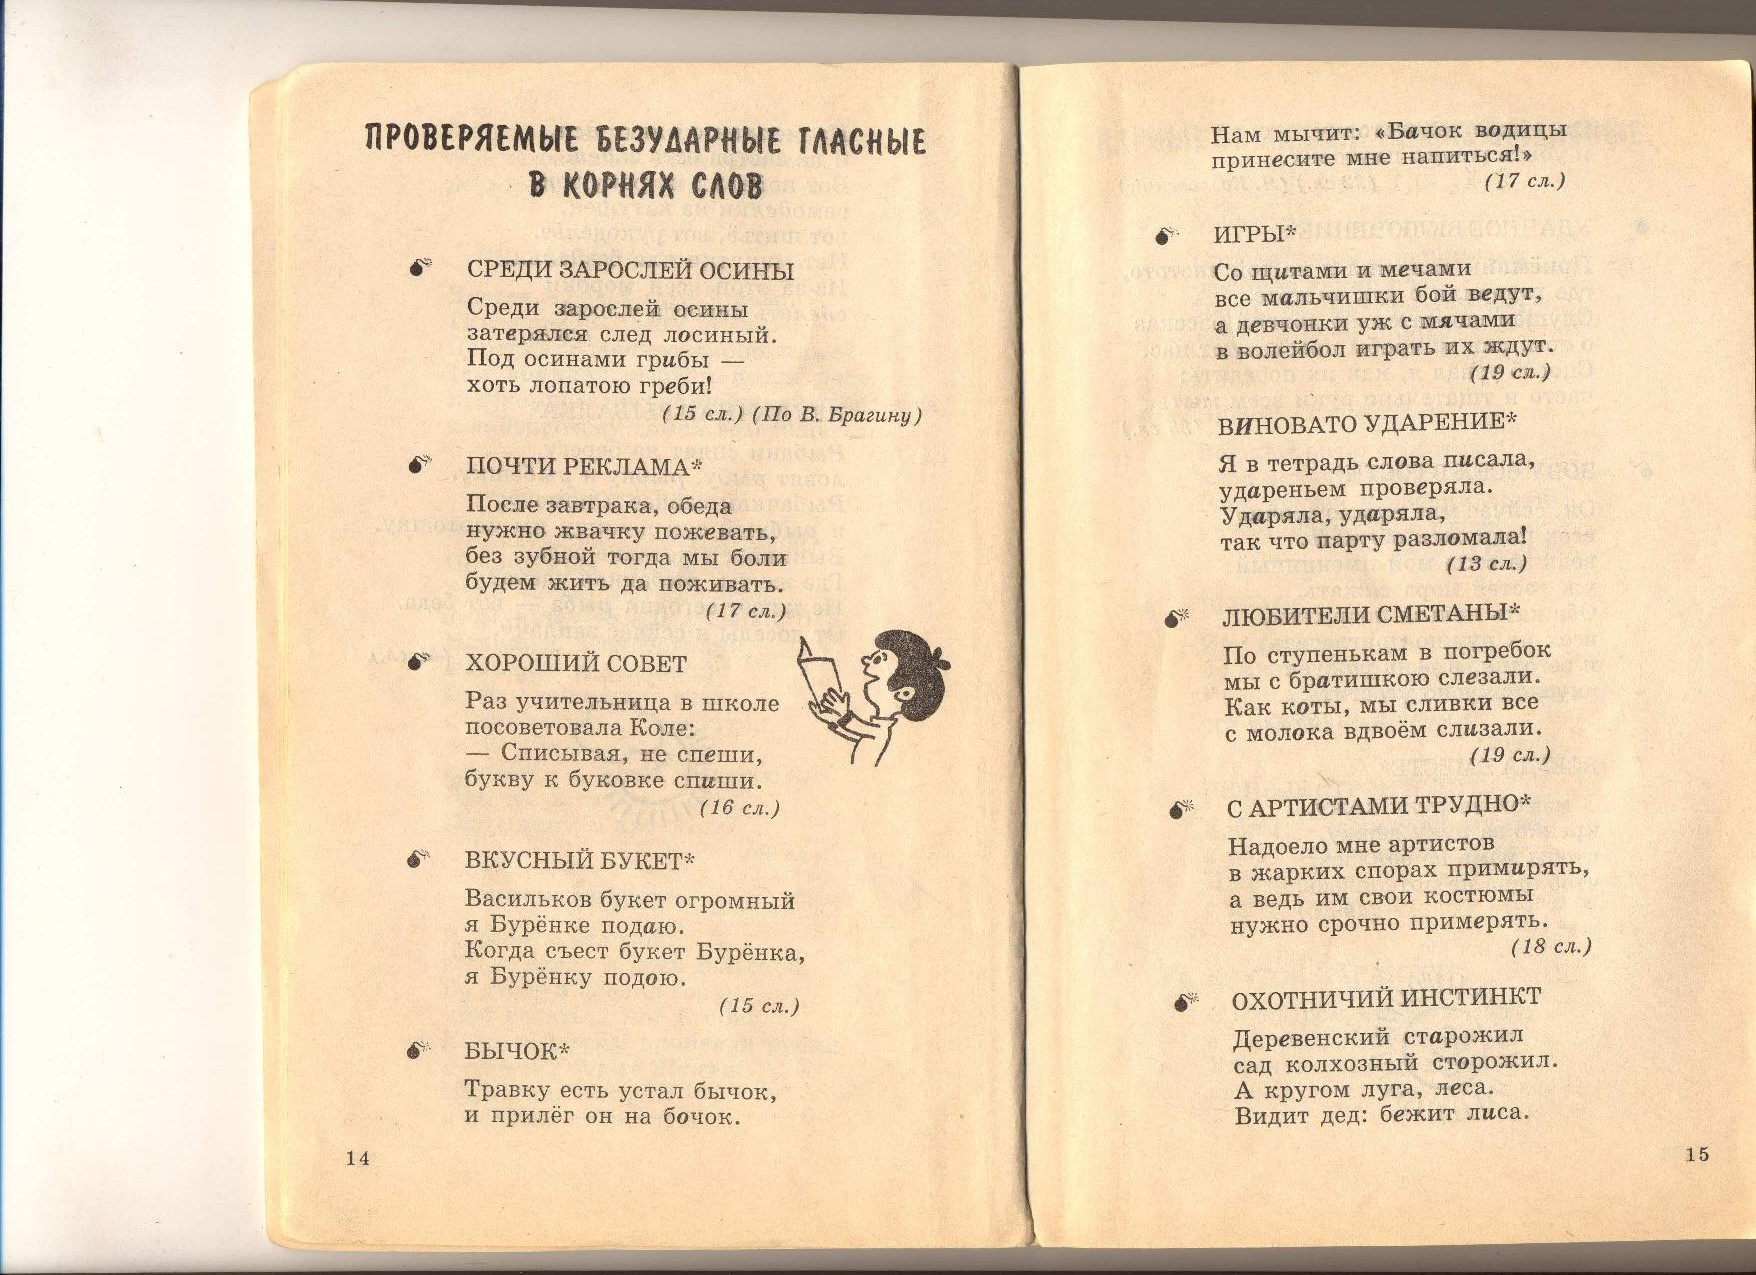 ПРОВЕРЯЕМЫЕ БЕЗУДАРНЫЕ ГЛАСНЫЕ
В КОРНЯХ СЛОВ
СРЕДИ ЗАРОСЛЕЙ ОСИНЫ
Среди зарослей осины
затерялся след лосиный.
Под осинами грибы —
хоть лопатою греби!
(15 сл.) (По В. Брагину)
ПОЧТИ РЕКЛАМА*
После завтрака, обеда
нужно жвачку пожевать,
без зубной тогда мы боли
будем жить да поживать.
(17 сл.)
ХОРОШИЙ СОВЕТ
Раз учительница в школе
посоветовала Коле:
— Списывая, не спеши,
букву к буковке спиши.
(16 сл.)
ВКУСНЫЙ БУКЕТ*
Васильков букет огромный
я Бурёнке подаю.
Когда съест букет Бурёнка,
я Бурёнку подою.
(15 сл.)
БЫЧОК*
Травку есть устал бычок,
и прилёг он на бочок.
14
Нам мычит: «Бачок водицы
принесите мне напиться!»
(17 сл.)
ИГРЫ*
Со щитами и мечами
все мальчишки бой ведут,
а девчонки уж с мячами
в волейбол играть их ждут.
(19 сл.)
ВИНОВАТО УДАРЕНИЕ*
Я в тетрадь слова писала,
удареньем проверяла.
Ударяла, ударяла,
так что парту разломала!
(13 сл.)
ЛЮБИТЕЛИ СМЕТАНЫ*
По ступенькам в погребок
мы с братишкою слезали.
Как коты, мы сливки все
с молока вдвоём слизали.
(19 сл.)
С АРТИСТАМИ ТРУДНО*
Надоело мне артистов
в жарких спорах примирять,
а ведь им свои костюмы
нужно срочно примерять.
(18 сл.)
ОХОТНИЧИЙ ИНСТИНКТ
Деревенский старожил
сад колхозный сторожил.
А кругом луга, леса.
Видит дед: бежит лиса.
15